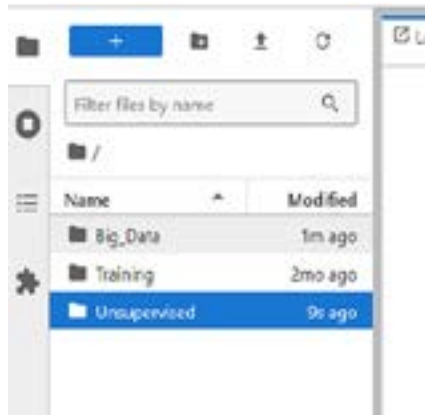 Filter files by name
/
Name Modified
Big_Data 1m ago
Training 2mo ago
Unsupervised 9s ago